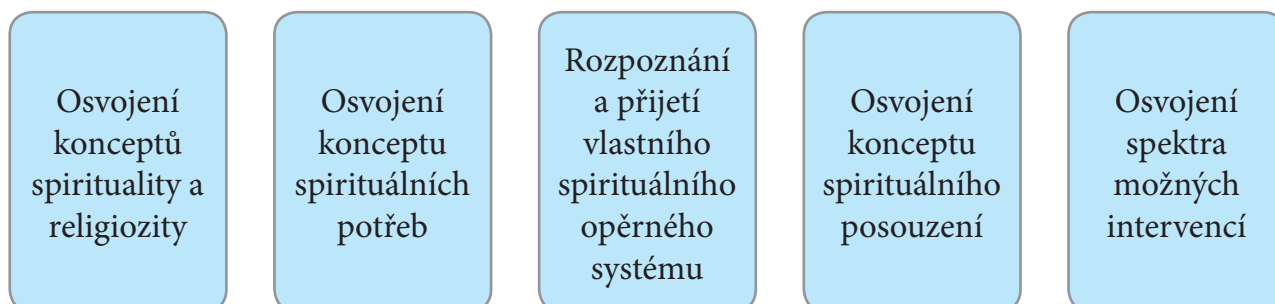 Osvojení
konceptů
spirituality a
religiozity
Osvojení
konceptu
spirituálních
potřeb
Rozpoznání
a přijetí
vlastního
spirituálního
opěrného
systému
Osvojení
konceptu
spirituálního
posouzení
Osvojení
spektra
možných
intervencí